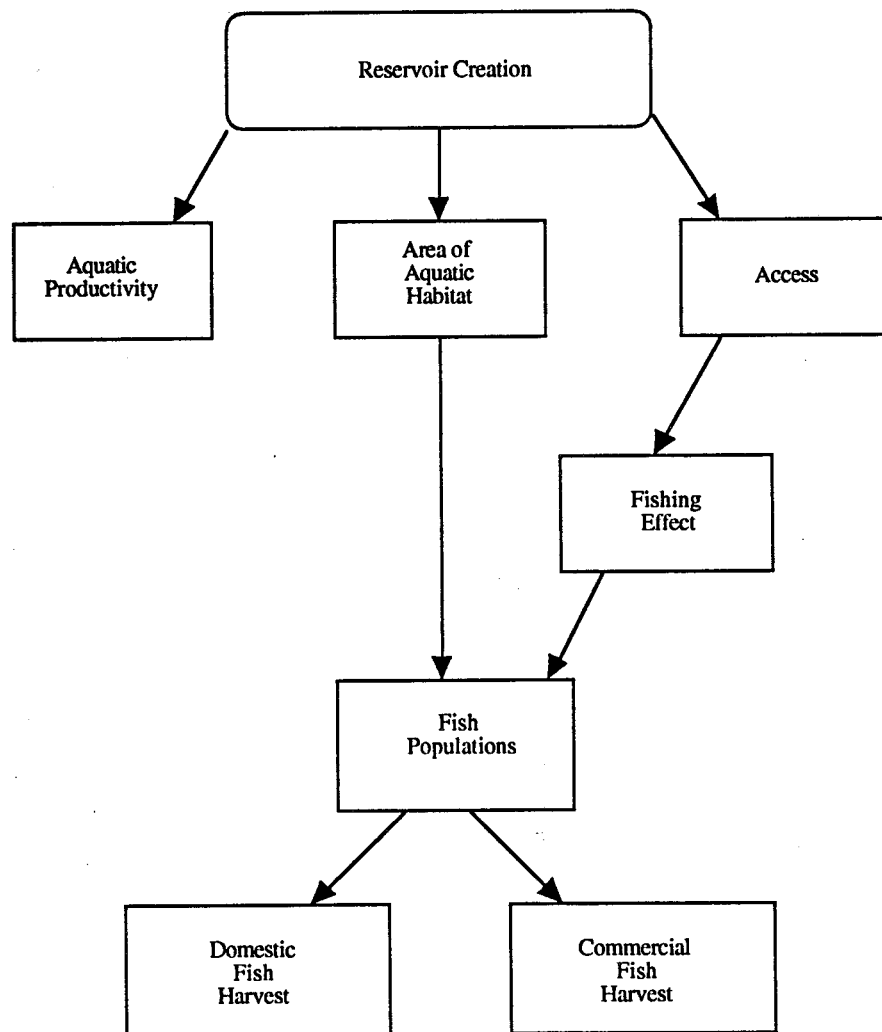 Reservoir Creation
Aquatic
Productivity
Area of
Aquatic
Habitat
Access
Fishing
Effect
Fish
Populations
Domestic
Fish
Harvest
Commercial
Fish
Harvest